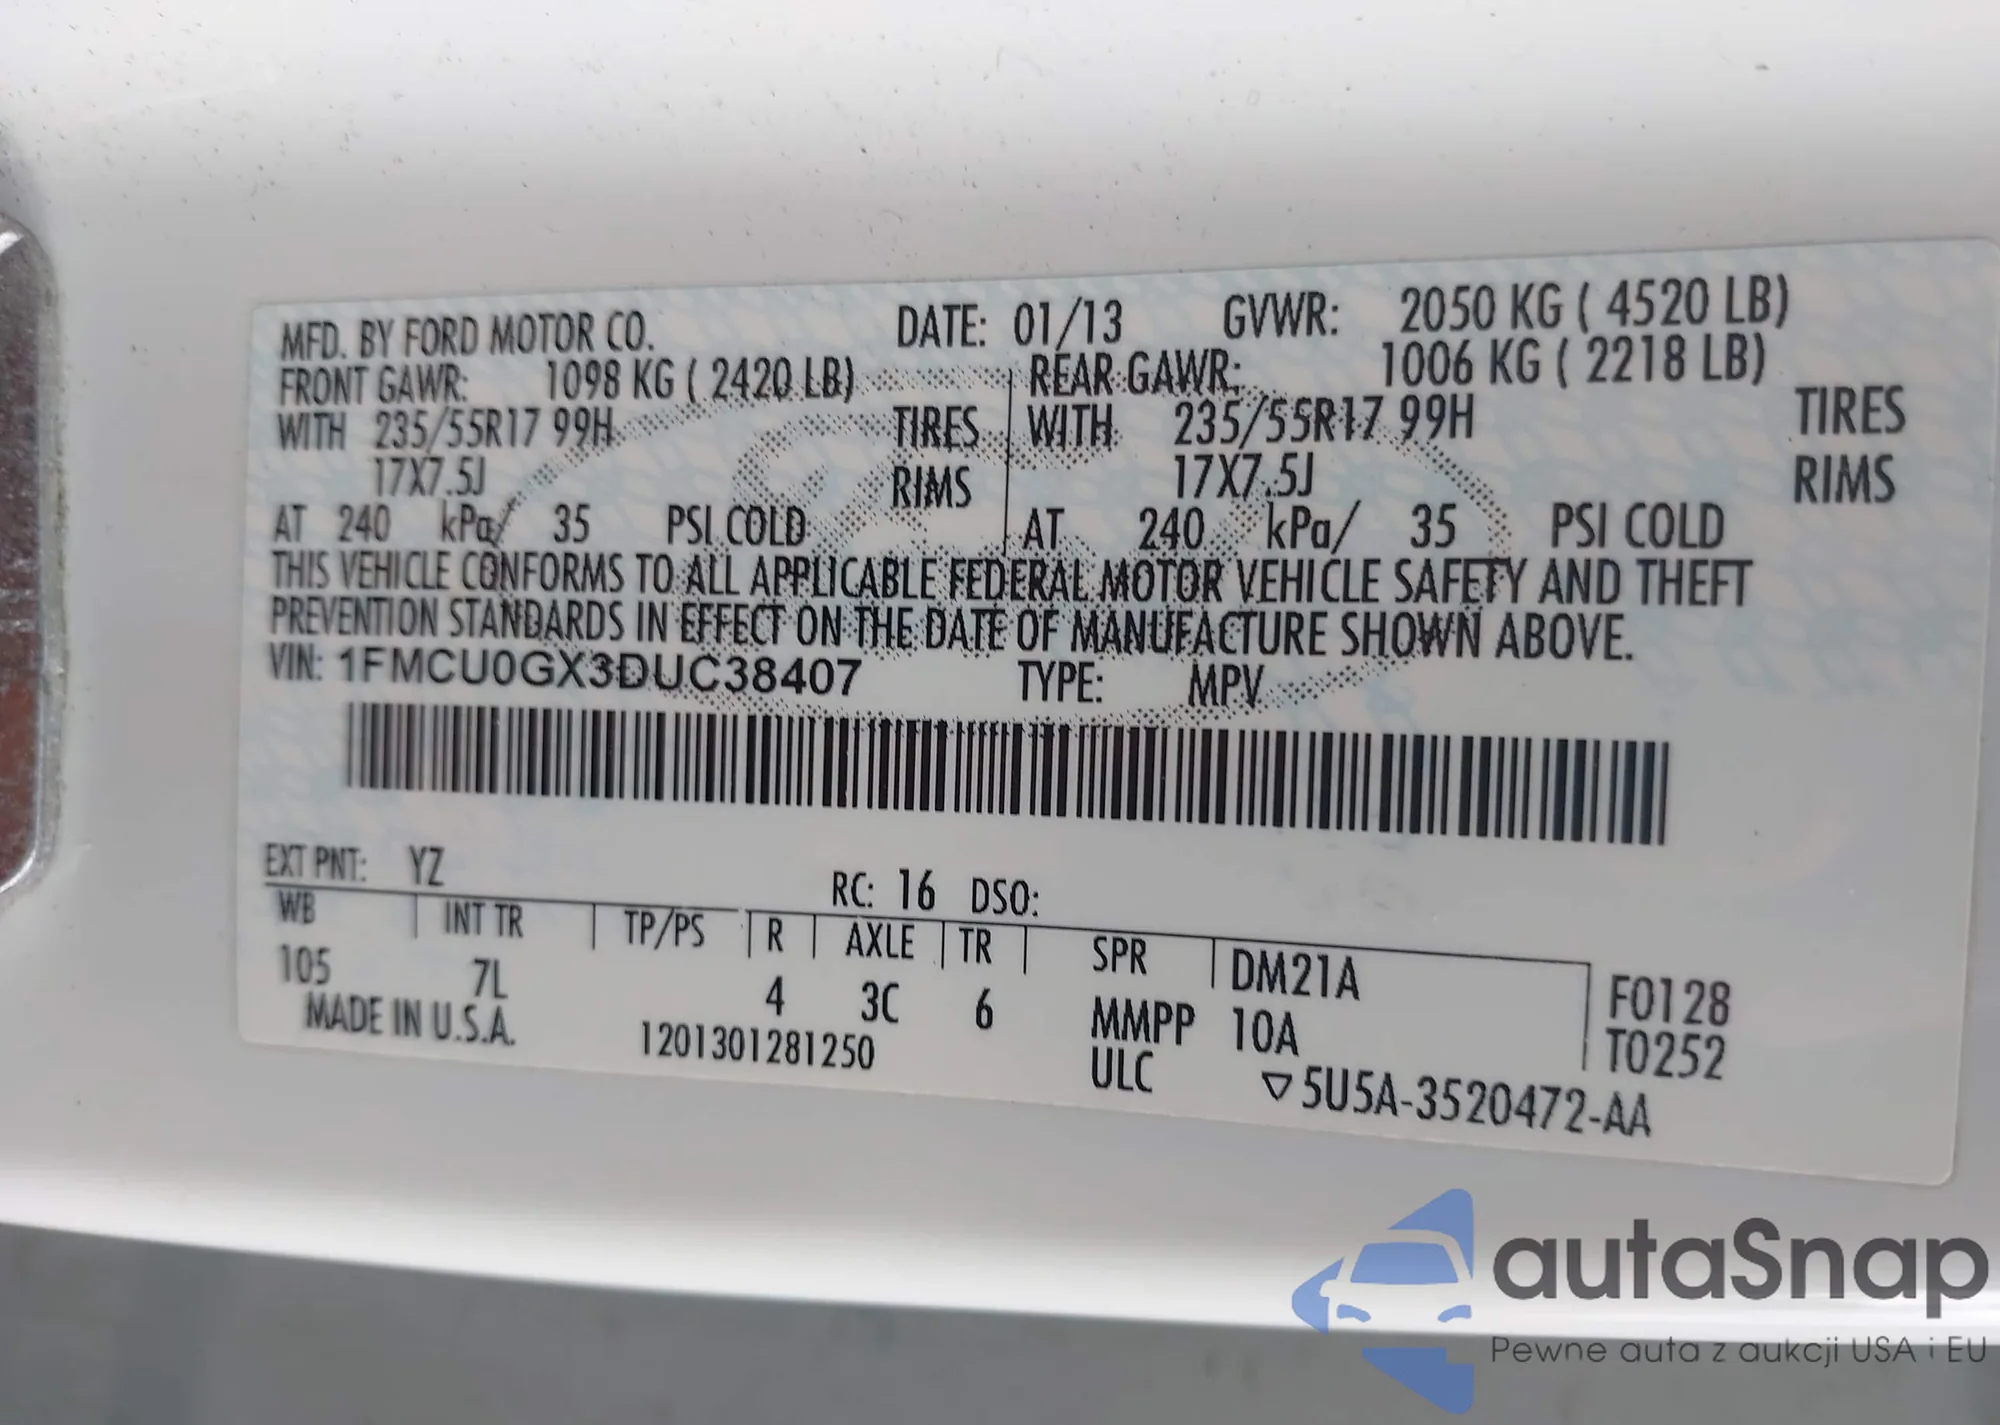 MFD. BY FORD MOTOR CO. DATE: 01/13 GVWR: 2050 KG ( 4520 LB)
FRONT GAWR: 1098 KG ( 2420 LB) REAR GAWR: 1006 KG ( 2218 LB)
WITH 235/55R17 99H TIRES WITH 235/55R17 99H TIRES
17X7.5J RIMS 17X7.5J RIMS
AT 240 kPa/ 35 PSI COLD AT 240 kPa/ 35 PSI COLD
THIS VEHICLE CONFORMS TO ALL APPLICABLE FEDERAL MOTOR VEHICLE SAFETY AND THEFT
PREVENTION STANDARDS IN EFFECT ON THE DATE OF MANUFACTURE SHOWN ABOVE.
VIN: 1FMCU0GX3DUC38407 TYPE: MPV
EXT PNT: YZ RC: 16 DSO:
WB INT TR TP/PS R AXLE TR SPR DM21A F0128
105 7L 4 3C 6 MMPP 10A T0252
MADE IN U.S.A. 1201301281250 ULC ▽5U5A-3520472-AA
autaSnap
Pewne auta z aukcji USA i EU